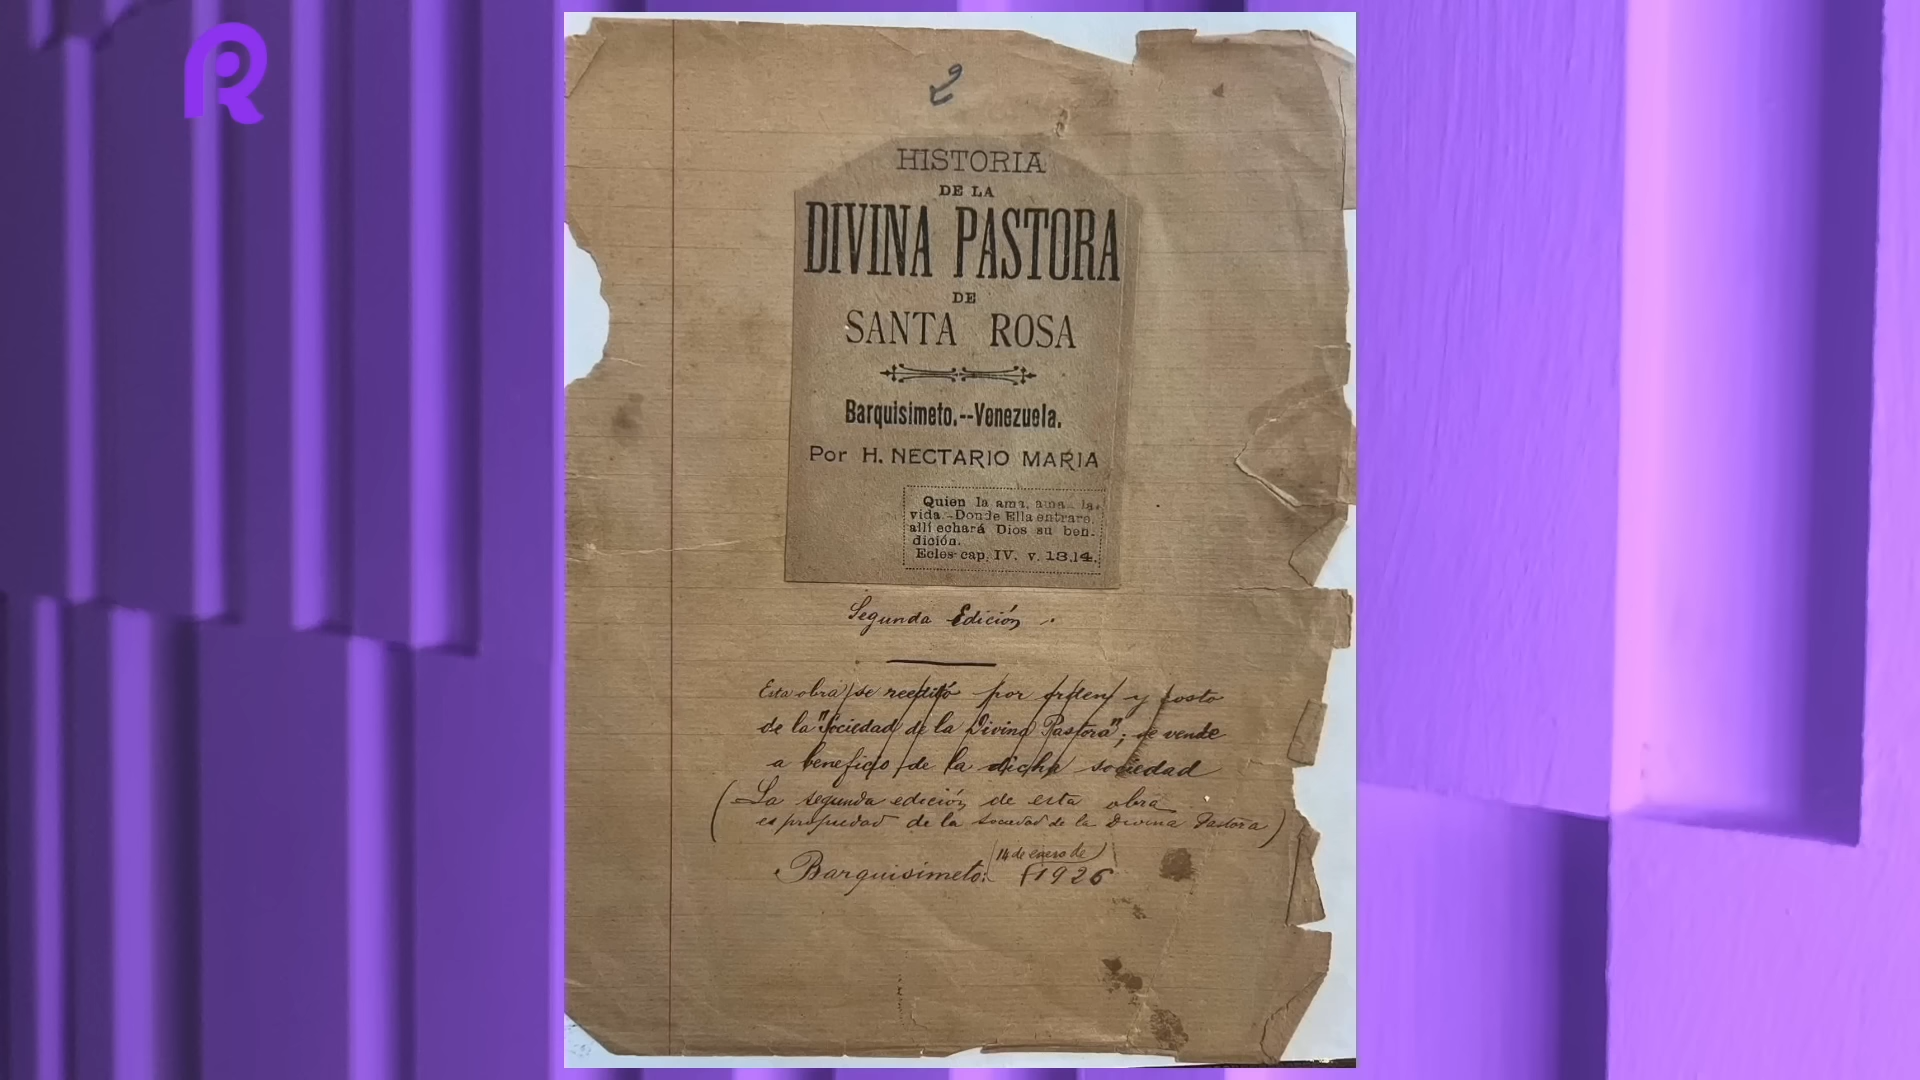 HISTORIA
DE LA
DIVINA PASTORA
DE
SANTA ROSA
Barquisimeto.--Venezuela.
Por H. NECTARIO MARIA
Quien la ama, ama la
vida.-Donde Ella entrare,
allí echará Dios su ben-
dición.
Ecles-cap. IV. v. 13,14.
Segunda Edición.
Esta obra se reeditó por orden y costo
de la "Sociedad de la Divina Pastora"; se vende
a beneficio de la dicha sociedad
(La segunda edición de esta obra
es propiedad de la sociedad de la Divina Pastora)
14 de enero de
Barquisimeto: 1926